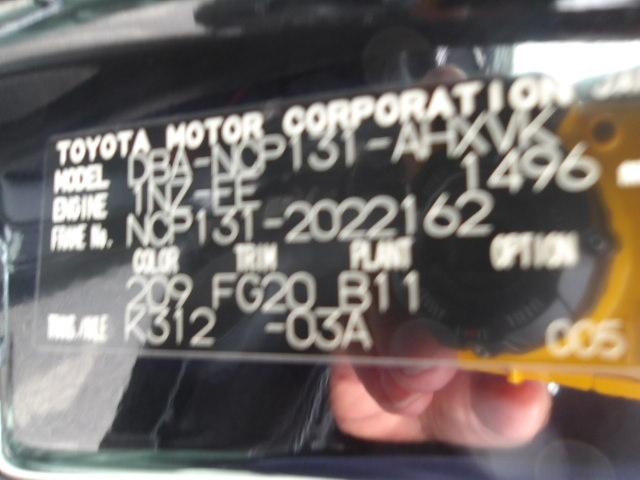 TOYOTA MOTOR CORPORATION JAPAN
MODEL DBA-NCP131-AHXVK
ENGINE 1NZ-FE 1496
FRAME No. NCP131-2022162
COLOR TRIM PLANT OPTION
209 FG20 B11
TRANS./AXLE K312 -03A
005